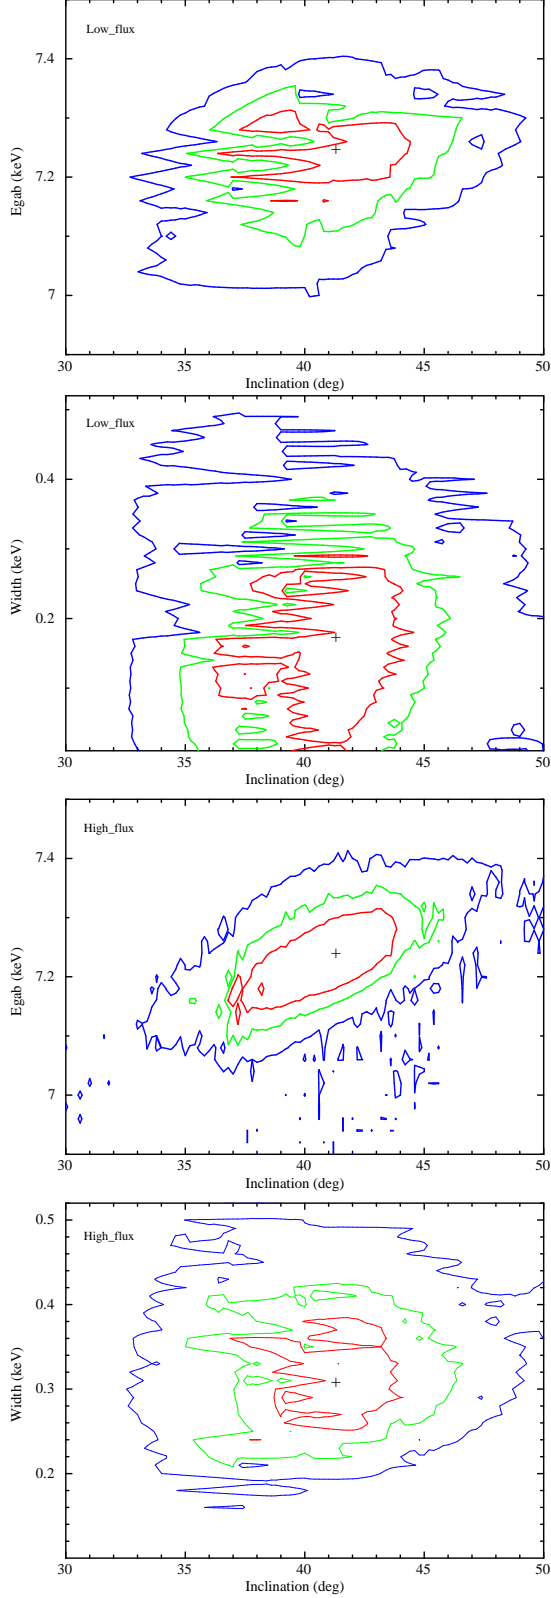 Low_flux
7.4
7.2
7
Egab (keV)
30 35 40 45 50
Inclination (deg)
Low_flux
0.4
0.2
Width (keV)
30 35 40 45 50
Inclination (deg)
High_flux
7.4
7.2
7
Egab (keV)
30 35 40 45 50
Inclination (deg)
High_flux
0.5
0.4
0.3
0.2
Width (keV)
30 35 40 45 50
Inclination (deg)